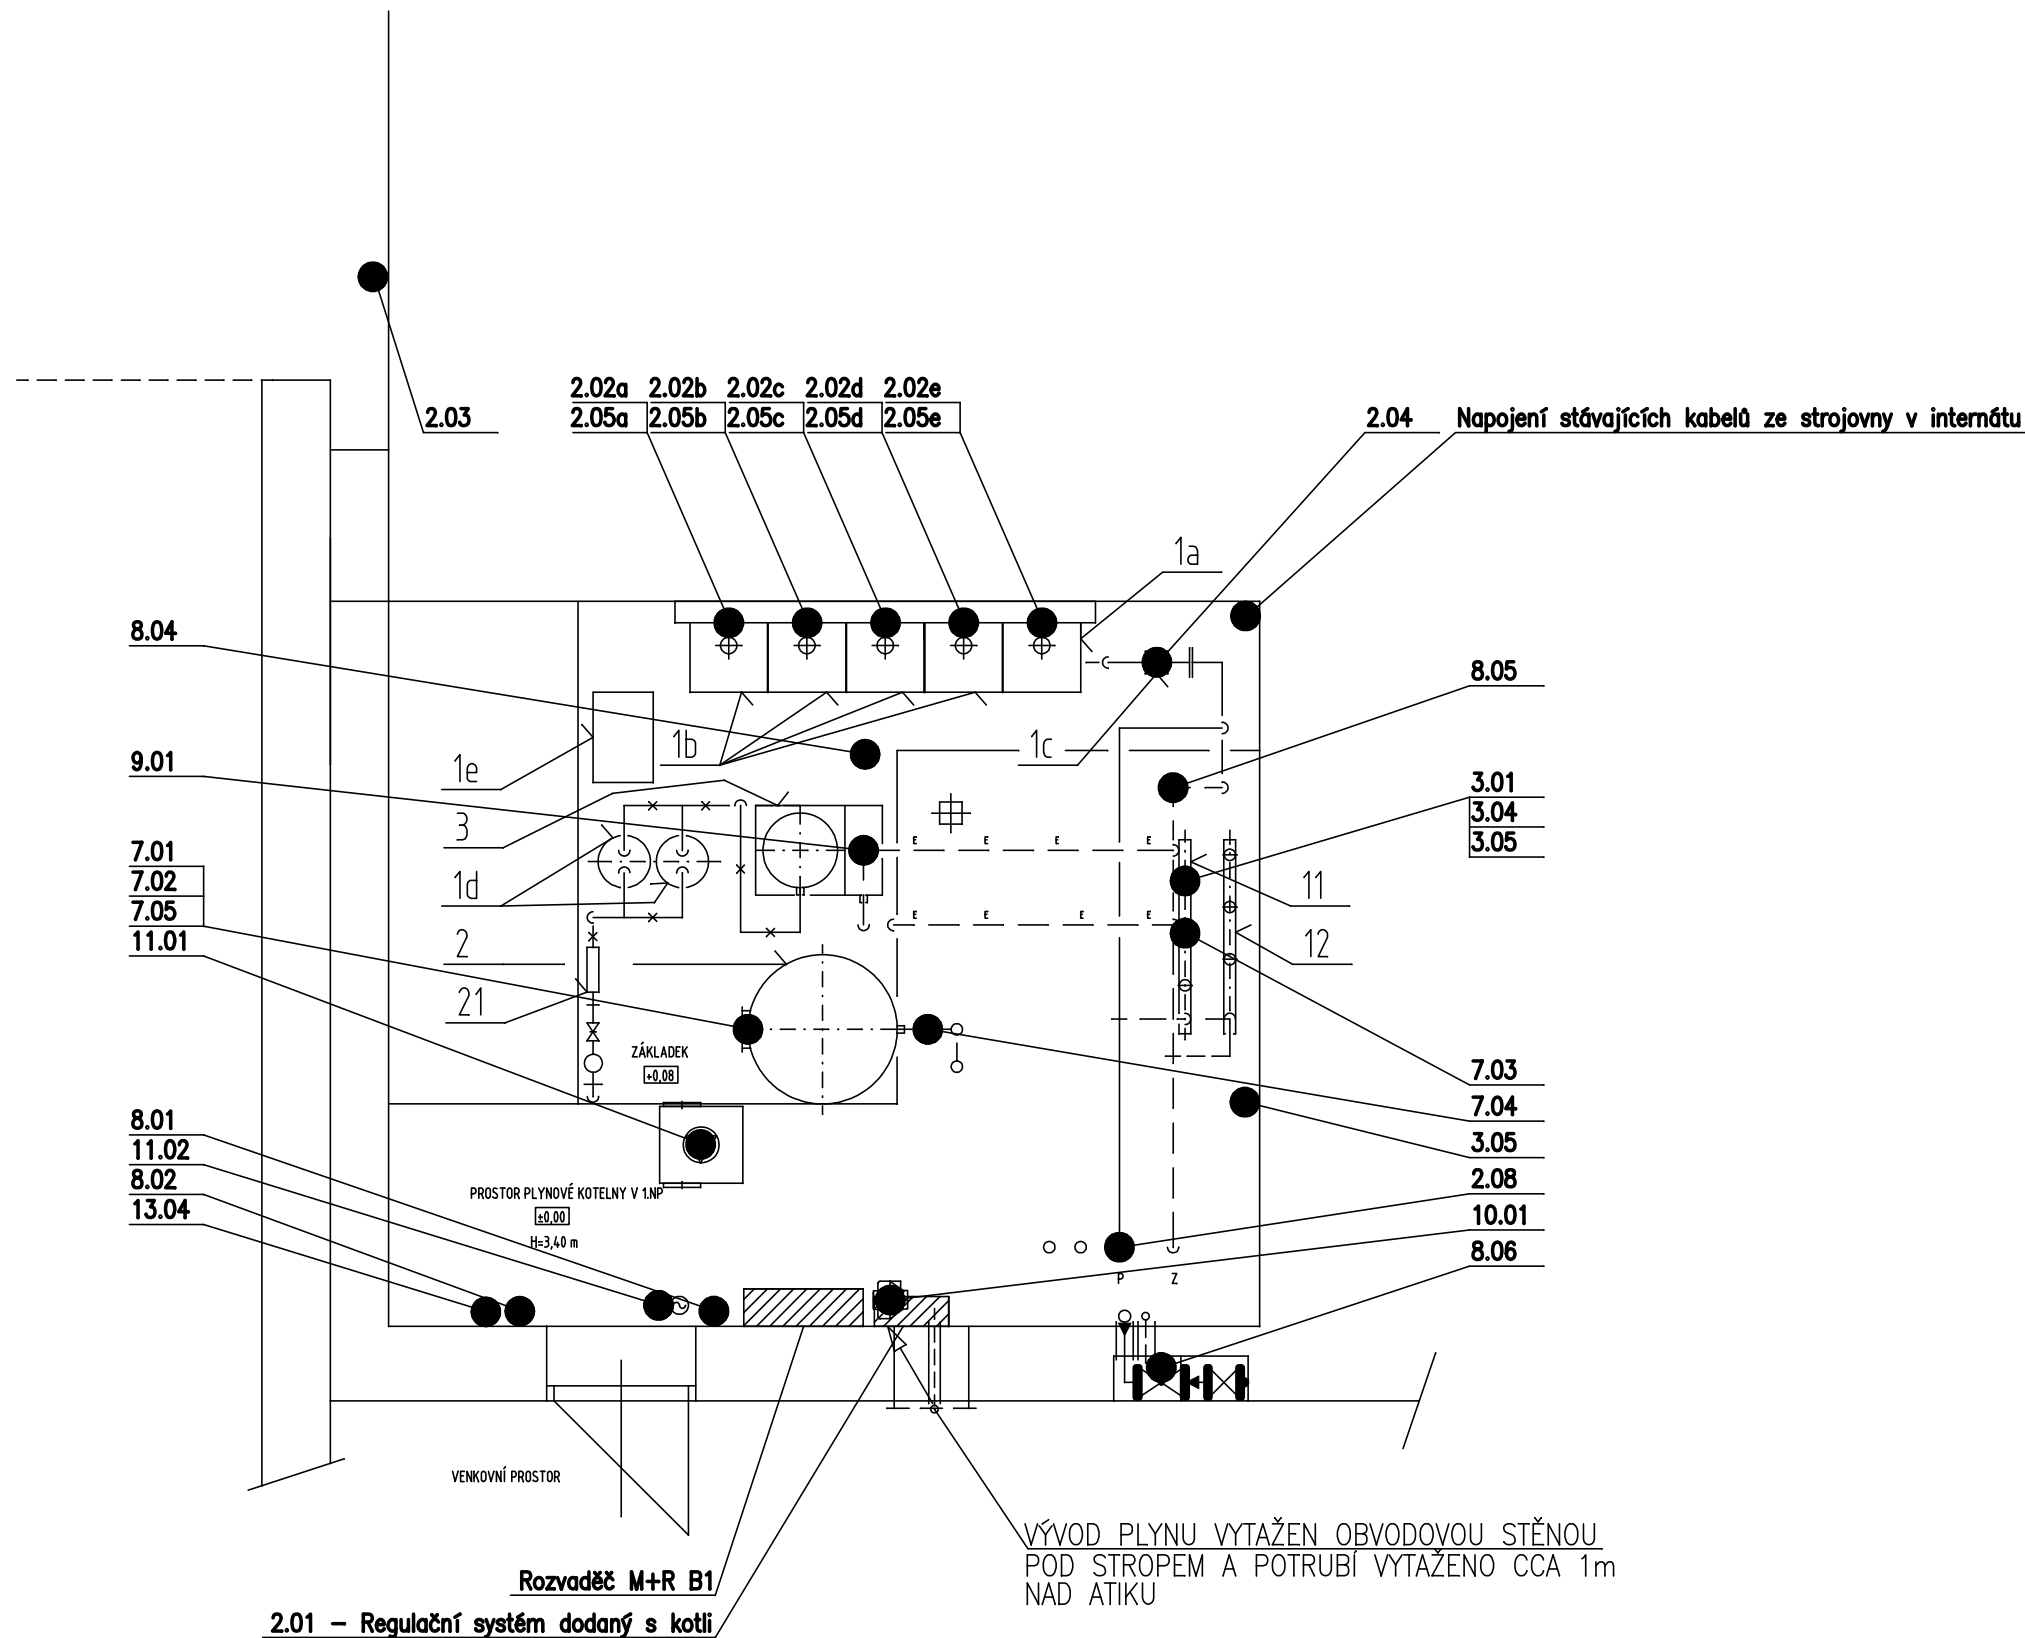 2.02a 2.02b 2.02c 2.02d 2.02e
2.03
2.05a 2.05b 2.05c 2.05d 2.05e
2.04
Napojení stávajících kabelů ze strojovny v internátu
1a
8.04
8.05
1b
1c
1e
9.01
3.01
3.04
3.05
3
E E E E
7.01
7.02
7.05
11.01
1d
11
E E E E
2
12
21
ZÁKLADEK
+0,08
7.03
7.04
3.05
8.01
11.02
8.02
13.04
2.08
10.01
8.06
PROSTOR PLYNOVÉ KOTELNY V 1.NP
±0,00
H=3,40 m
P Z
VENKOVNÍ PROSTOR
VÝVOD PLYNU VYTAŽEN OBVODOVOU STĚNOU
POD STROPEM A POTRUBÍ VYTAŽENO CCA 1m
NAD ATIKU
Rozvaděč M+R B1
2.01 – Regulační systém dodaný s kotli